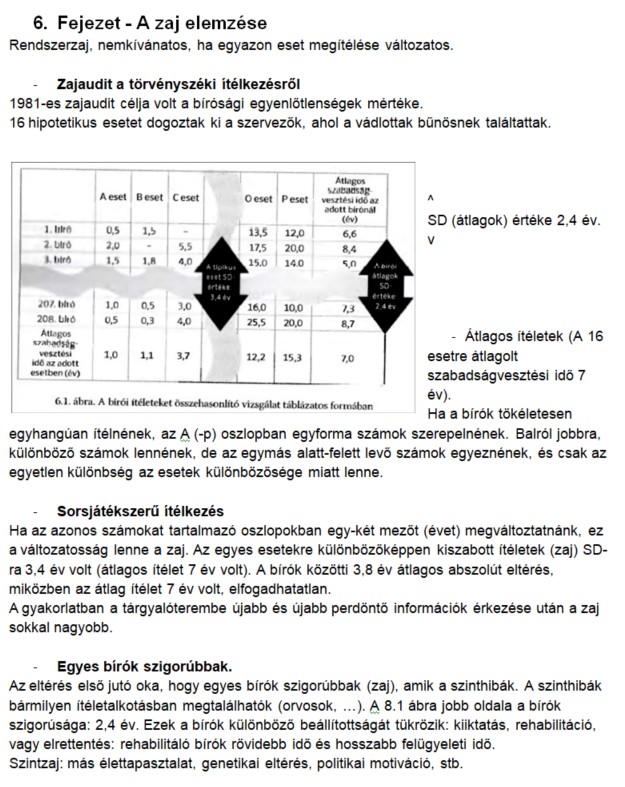 6. Fejezet - A zaj elemzése
Rendszerzaj, nemkívánatos, ha egyazon eset megítélése változatos.
- Zajaudit a törvényszéki ítélkezésről
1981-es zajaudit célja volt a bírósági egyenlőtlenségek mértéke.
16 hipotetikus esetet dogoztak ki a szervezők, ahol a vádlottak bűnösnek találtattak.
A eset B eset C eset O eset P eset Átlagos szabadság- vesztési idő az adott bírónál (év)
1. bíró 0,5 1,5 - 13,5 12,0 6,6
2. bíró 2,0 - 5,5 17,5 20,0 8,4
3. bíró 1,5 1,8 4,0 15.0 14.0 5,0
A tipikus eset SD értéke 3,4 év
A bírói átlagok SD értéke 2,4 év
207. bíró 1,0 0,5 3,0 16,0 10,0 7,3
208. bíró 0,5 0,3 4,0 25,5 20,0 8,7
Átlagos szabadság- vesztési idő az adott esetben (év) 1,0 1,1 3,7 12,2 15,3 7,0
6.1. ábra. A bírói ítéleteket összehasonlító vizsgálat táblázatos formában
^
SD (átlagok) értéke 2,4 év.
v
- Átlagos ítéletek (A 16
esetre átlagolt
szabadságvesztési idő 7
év).
Ha a bírók tökéletesen
egyhangúan ítélnének, az A (-p) oszlopban egyforma számok szerepelnének. Balról jobbra,
különböző számok lennének, de az egymás alatt-felett levő számok egyeznének, és csak az
egyetlen különbség az esetek különbözősége miatt lenne.
- Sorsjátékszerű ítélkezés
Ha az azonos számokat tartalmazó oszlopokban egy-két mezőt (évet) megváltoztatnánk, ez
a változatosság lenne a zaj. Az egyes esetekre különbözőképpen kiszabott ítéletek (zaj) SD-
ra 3,4 év volt (átlagos ítélet 7 év volt). A bírók közötti 3,8 év átlagos abszolút eltérés,
miközben az átlag ítélet 7 év volt, elfogadhatatlan.
A gyakorlatban a tárgyalóterembe újabb és újabb perdöntő információk érkezése után a zaj
sokkal nagyobb.
- Egyes bírók szigorúbbak.
Az eltérés első jutó oka, hogy egyes bírók szigorúbbak (zaj), amik a szinthibák. A szinthibák
bármilyen ítéletalkotásban megtalálhatók (orvosok, ...). A 8.1 ábra jobb oldala a bírók
szigorúsága: 2,4 év. Ezek a bírók különböző beállítottságát tükrözik: kiiktatás, rehabilitáció,
vagy elrettentés: rehabilitáló bírók rövidebb idő és hosszabb felügyeleti idő.
Szintzaj: más élettapasztalat, genetikai eltérés, politikai motiváció, stb.